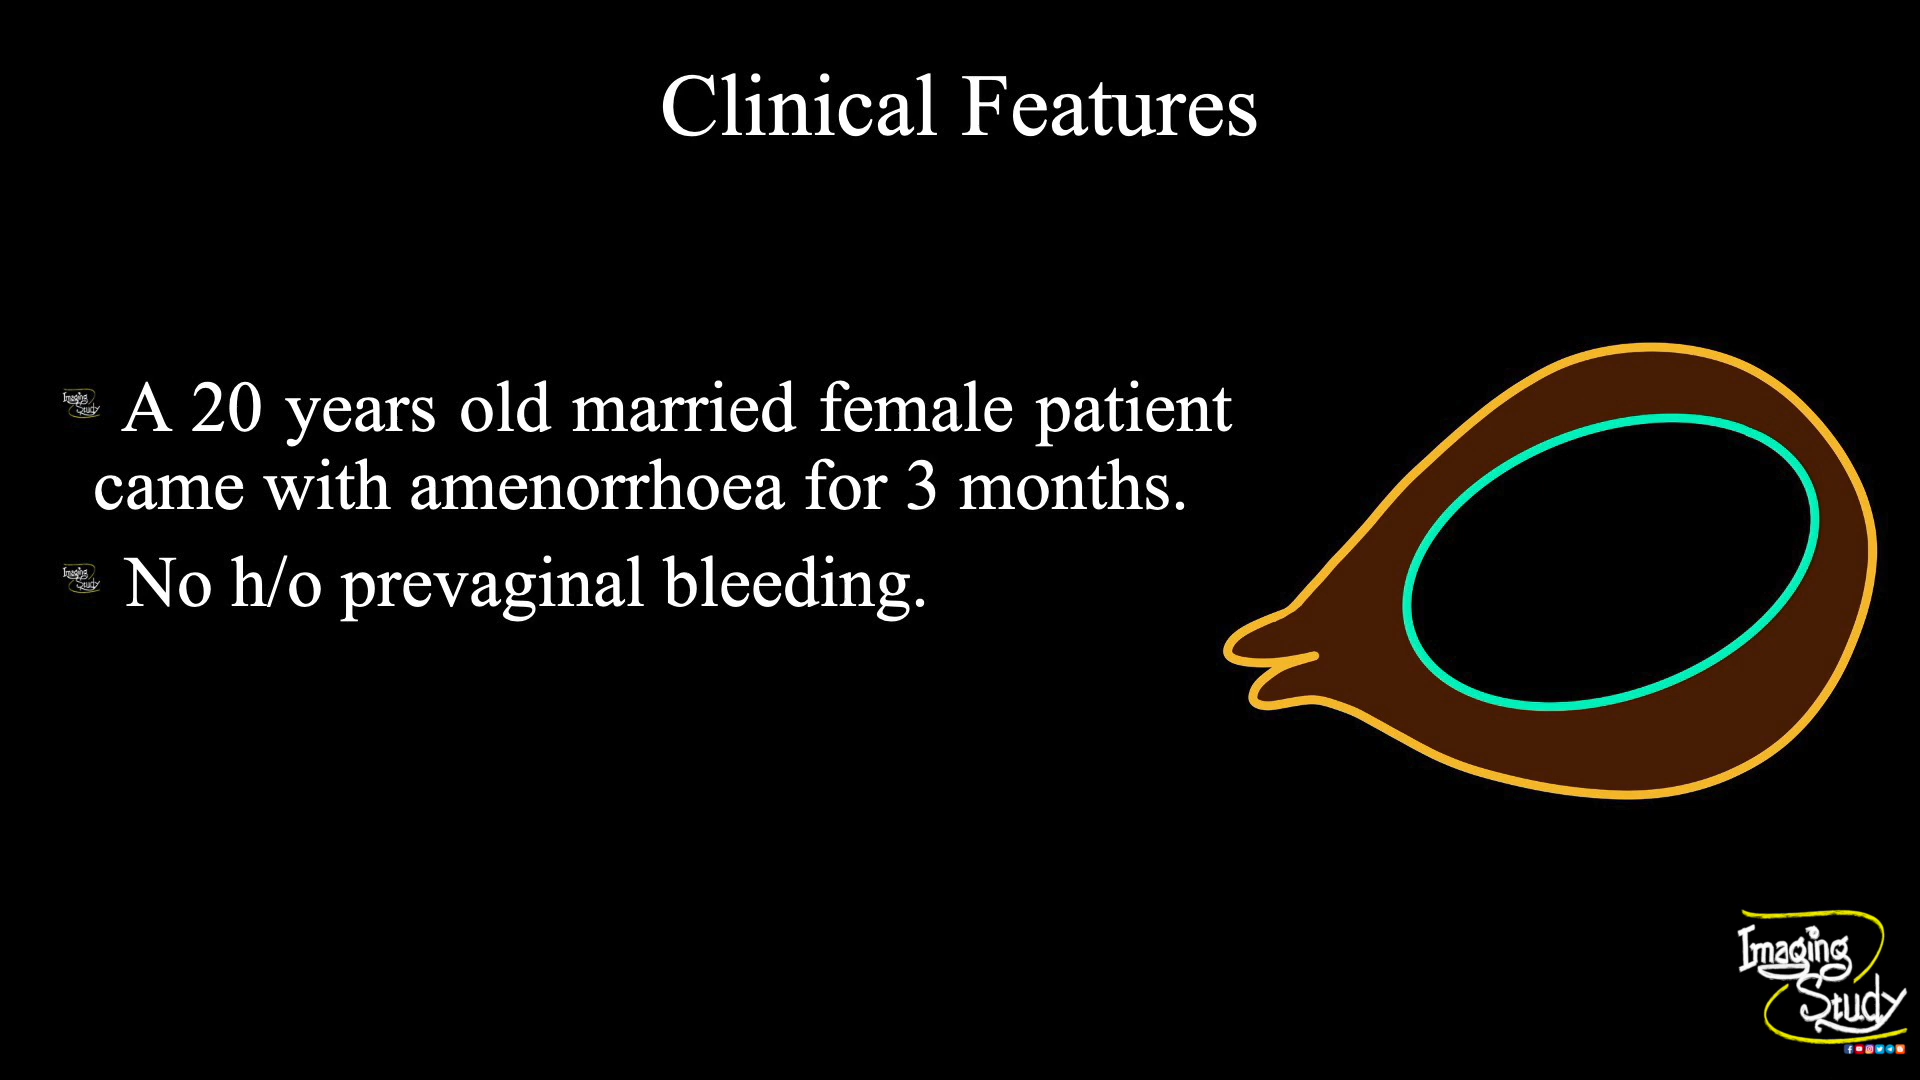 Clinical Features
A 20 years old married female patient
came with amenorrhoea for 3 months.
No h/o prevaginal bleeding.
Imaging
Study